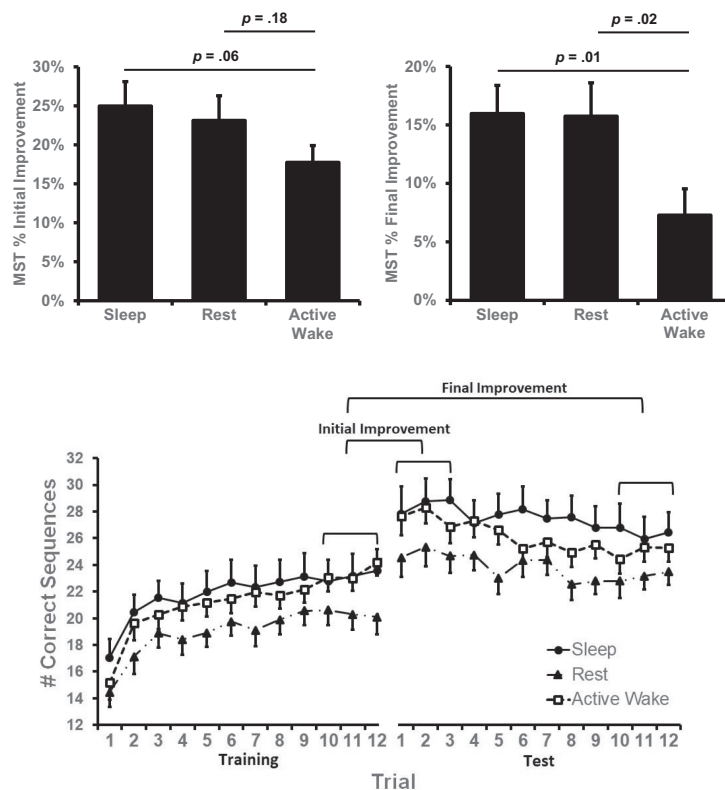 p = .18
p = .06
30%
25%
20%
15%
10%
5%
0%
MST % Initial Improvement
Sleep Rest Active
Wake
p = .02
p = .01
20%
15%
10%
5%
0%
MST % Final Improvement
Sleep Rest Active
Wake
Final Improvement
Initial Improvement
32
30
28
26
24
22
20
18
16
14
12
# Correct Sequences
Sleep
Rest
Active Wake
1 2 3 4 5 6 7 8 9 10 11 12 1 2 3 4 5 6 7 8 9 10 11 12
Training Test
Trial